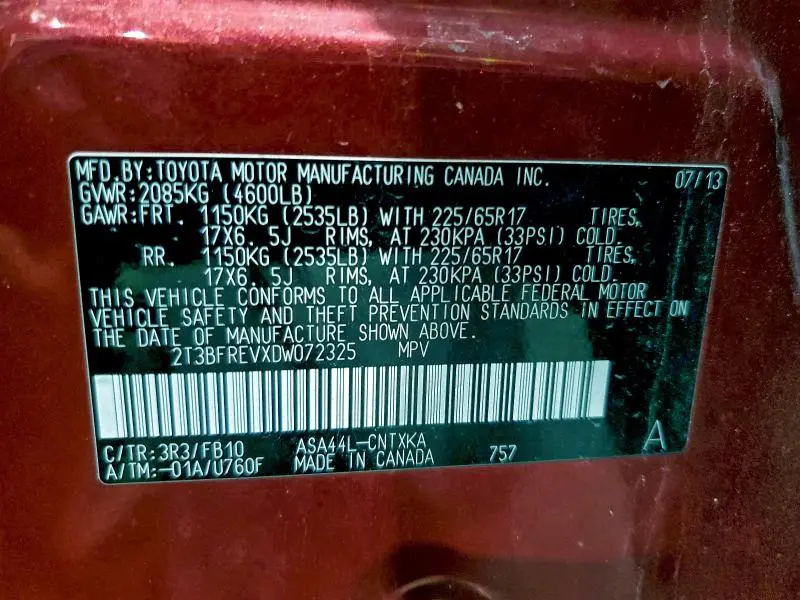 MFD. BY: TOYOTA MOTOR MANUFACTURING CANADA INC. 07/13
GVWR: 2085KG (4600LB)
GAWR: FRT. 1150KG (2535LB) WITH 225/65R17 TIRES,
17X6. 5J RIMS, AT 230KPA (33PSI) COLD.
RR. 1150KG (2535LB) WITH 225/65R17 TIRES,
17X6. 5J RIMS, AT 230KPA (33PSI) COLD.
THIS VEHICLE CONFORMS TO ALL APPLICABLE FEDERAL MOTOR
VEHICLE SAFETY AND THEFT PREVENTION STANDARDS IN EFFECT ON
THE DATE OF MANUFACTURE SHOWN ABOVE.
2T3BFREVXDW072325 MPV
C/TR: 3R3/FB10 ASA44L-CNTXKA 757 A
A/TM: -01A/U760F MADE IN CANADA